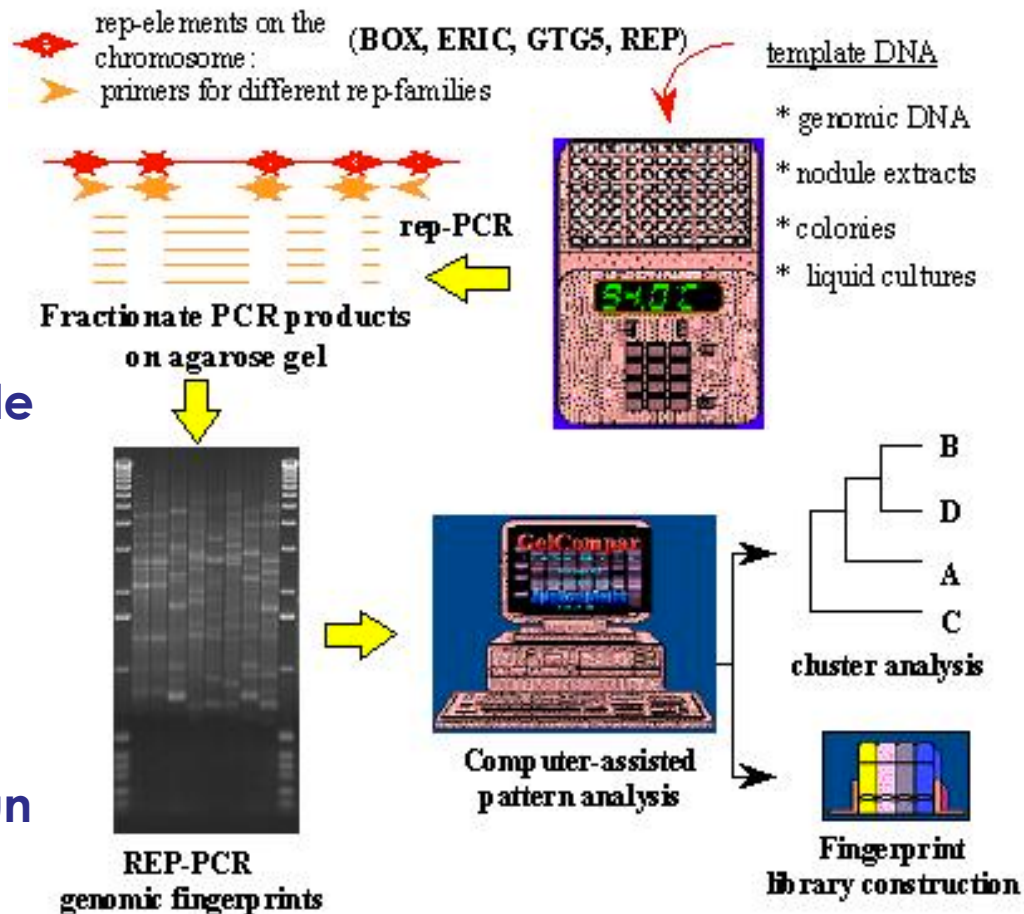 rep-elements on the
chromosome:
(BOX, ERIC, GTG5, REP)
primers for different rep-families
template DNA
* genomic DNA
* nodule extracts
* colonies
* liquid cultures
rep-PCR
Fractionate PCR products
on agarose gel
le
GelCompar
B
D
A
C
cluster analysis
Computer-assisted
pattern analysis
un
REP-PCR
genomic fingerprints
Fingerprint
library construction